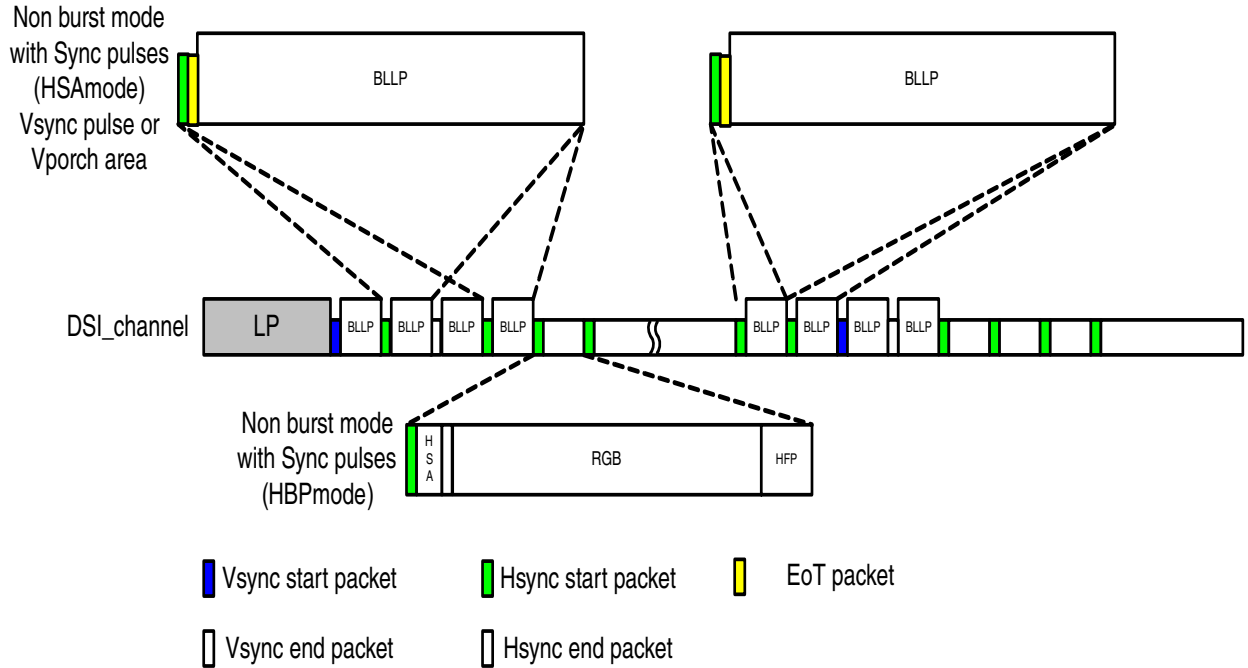 Non burst mode
with Sync pulses
(HSAmode)
Vsync pulse or
Vporch area
BLLP
BLLP
DSI_channel
LP
BLLP
BLLP
BLLP
BLLP
BLLP
BLLP
BLLP
BLLP
Non burst mode
with Sync pulses
(HBPmode)
H
S
A
RGB
HFP
Vsync start packet
Hsync start packet
EoT packet
Vsync end packet
Hsync end packet